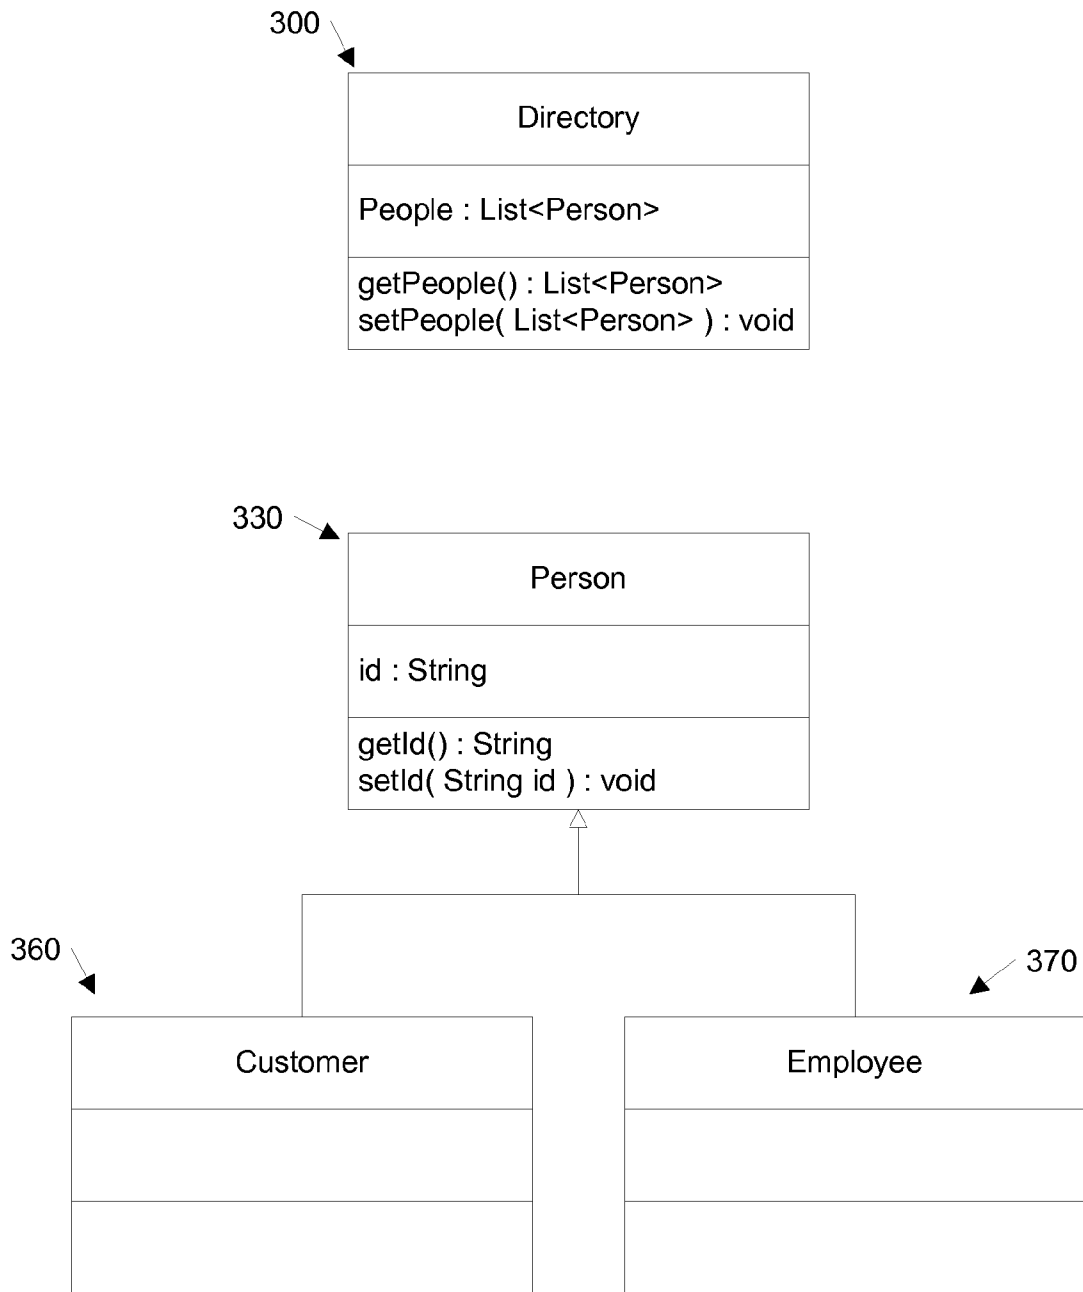 300
Directory
People : List<Person>
getPeople() : List<Person>
setPeople( List<Person> ) : void
330
Person
id : String
getId() : String
setId( String id ) : void
360
370
Customer
Employee